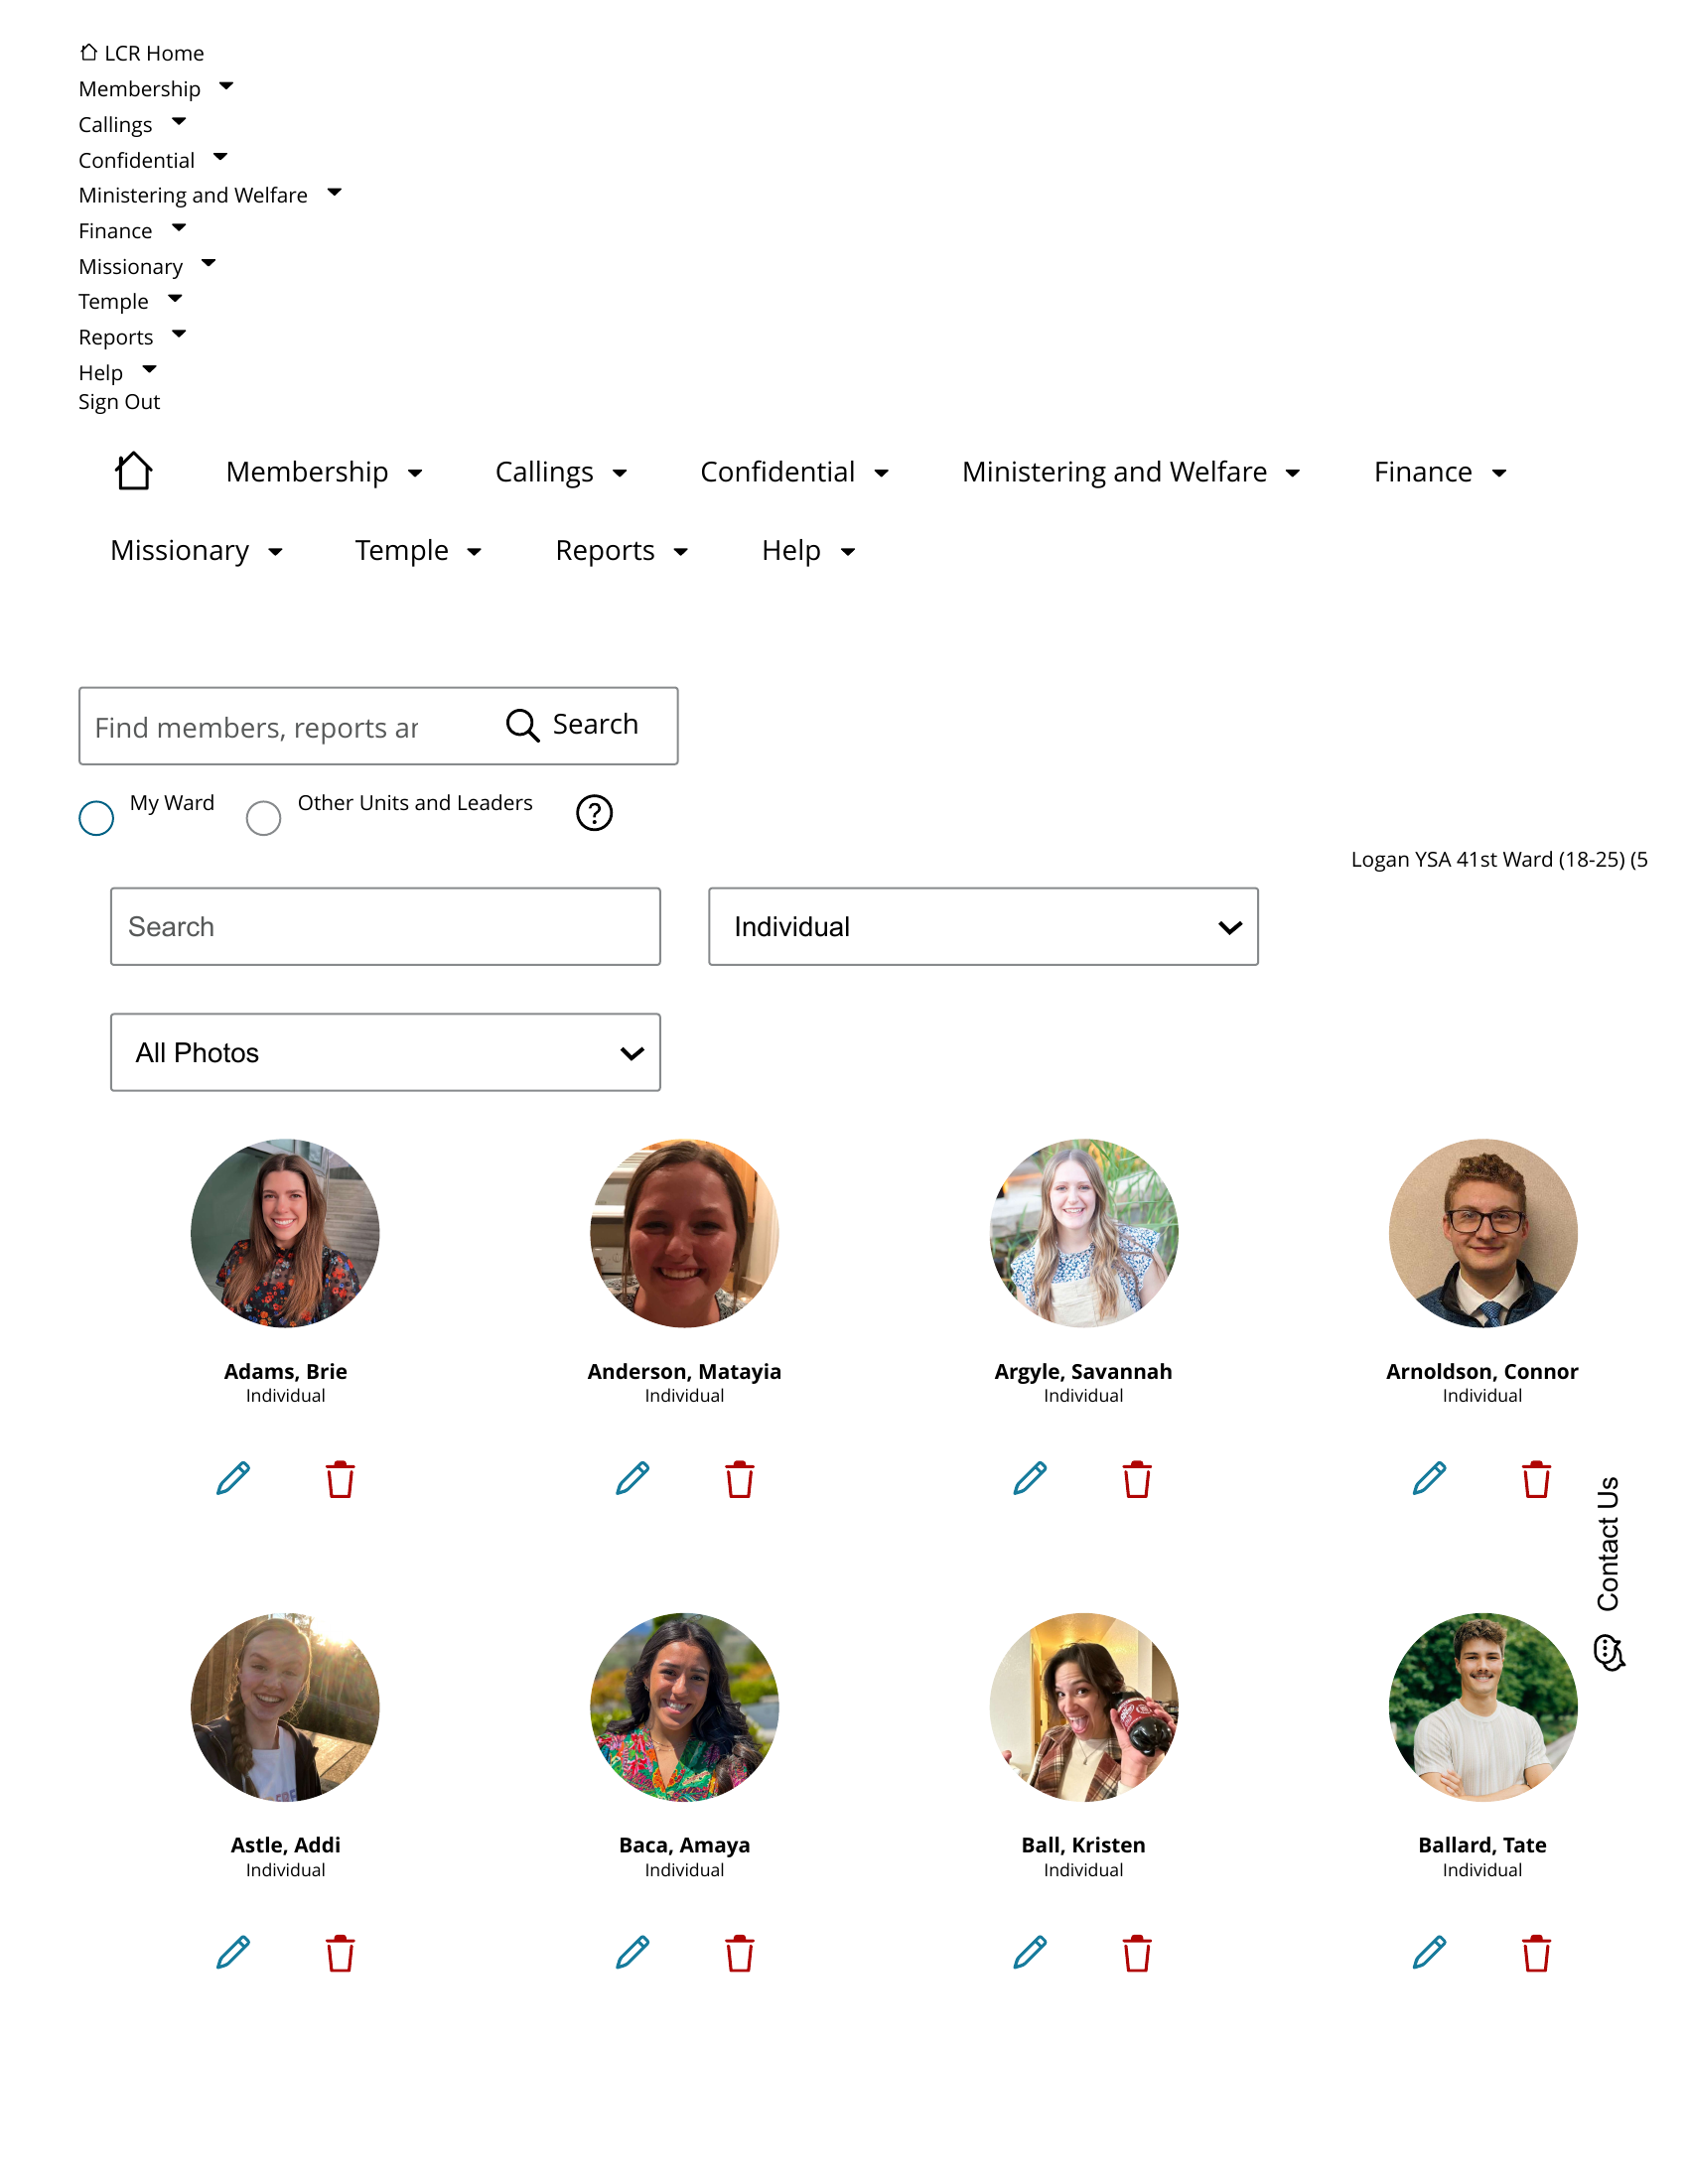 LCR Home
Membership
Callings
Confidential
Ministering and Welfare
Finance
Missionary
Temple
Reports
Help
Sign Out
Membership Callings Confidential Ministering and Welfare Finance
Missionary Temple Reports Help
Find members, reports ar Search
My Ward Other Units and Leaders ?
Logan YSA 41st Ward (18-25) (5
Search Individual
All Photos
Adams, Brie Anderson, Matayia Argyle, Savannah Arnoldson, Connor
Individual Individual Individual Individual
Contact Us
Astle, Addi Baca, Amaya Ball, Kristen Ballard, Tate
Individual Individual Individual Individual